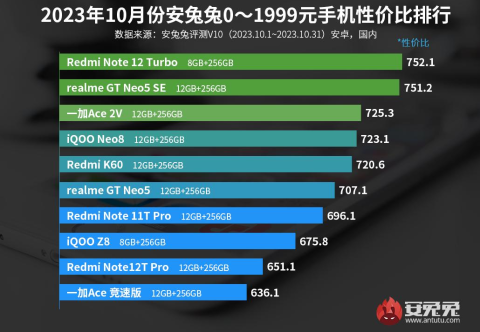 2023年10月份安兔兔0～1999元手机性价比排行
数据来源：安兔兔评测V10（2023.10.1~2023.10.31）安卓，国内
*性价比
Redmi Note 12 Turbo 8GB+256GB 752.1
realme GT Neo5 SE 12GB+256GB 751.2
一加Ace 2V 12GB+256GB 725.3
iQOO Neo8 12GB+256GB 723.1
Redmi K60 12GB+256GB 720.6
realme GT Neo5 12GB+256GB 707.1
Redmi Note 11T Pro 12GB+256GB 696.1
iQOO Z8 8GB+256GB 675.8
Redmi Note12T Pro 12GB+256GB 651.1
一加Ace 竞速版 12GB+256GB 636.1
安兔兔
www.antutu.com